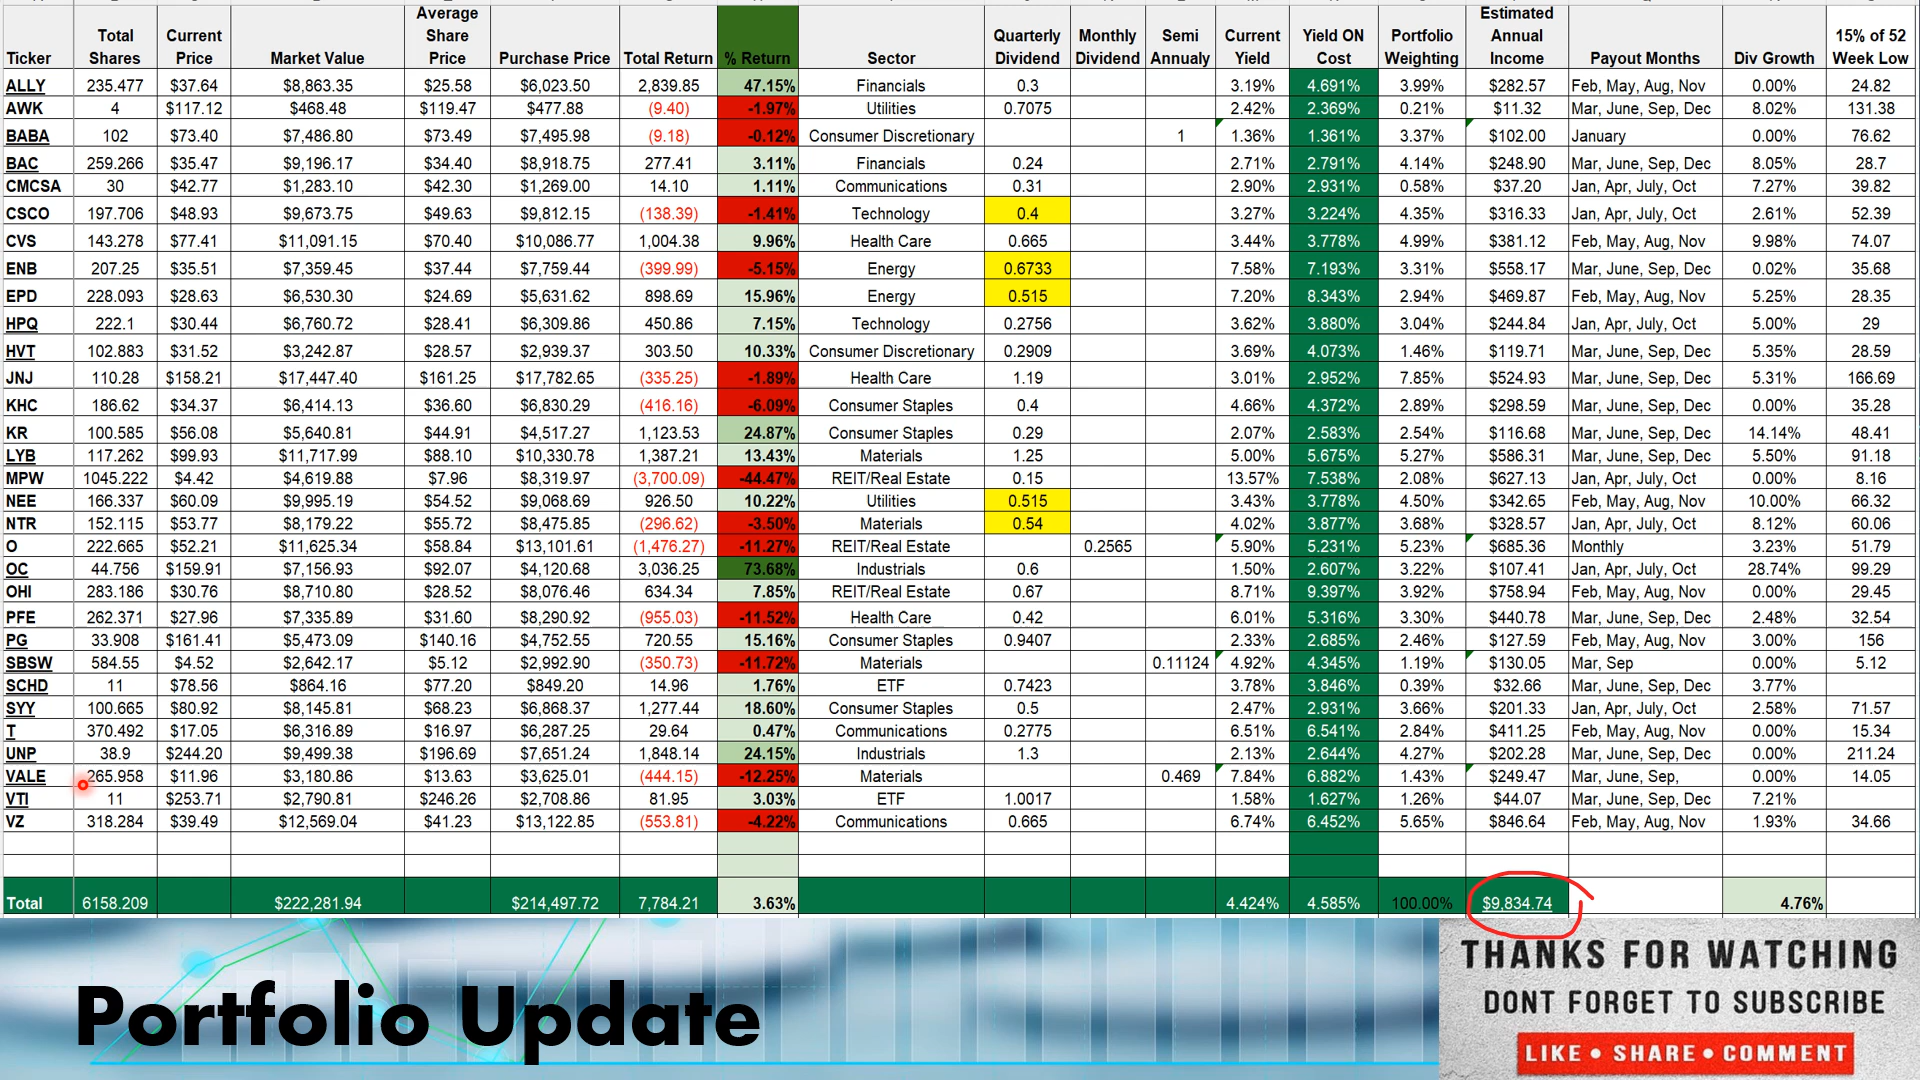 Ticker Total Shares Current Price Market Value Average Share Price Purchase Price Total Return % Return Sector Quarterly Dividend Monthly Dividend Semi Annualy Current Yield Yield ON Cost Portfolio Weighting Estimated Annual Income Payout Months Div Growth 15% of 52 Week Low
ALLY 235.477 $37.64 $8,863.35 $25.58 $6,023.50 2,839.85 47.15% Financials 0.3 3.19% 4.691% 3.99% $282.57 Feb, May, Aug, Nov 0.00% 24.82
AWK 4 $117.12 $468.48 $119.47 $477.88 (9.40) -1.97% Utilities 0.7075 2.42% 2.369% 0.21% $11.32 Mar, June, Sep, Dec 8.02% 131.38
BABA 102 $73.40 $7,486.80 $73.49 $7,495.98 (9.18) -0.12% Consumer Discretionary 1 1.36% 1.361% 3.37% $102.00 January 0.00% 76.62
BAC 259.266 $35.47 $9,196.17 $34.40 $8,918.75 277.41 3.11% Financials 0.24 2.71% 2.791% 4.14% $248.90 Mar, June, Sep, Dec 8.05% 28.7
CMCSA 30 $42.77 $1,283.10 $42.30 $1,269.00 14.10 1.11% Communications 0.31 2.90% 2.931% 0.58% $37.20 Jan, Apr, July, Oct 7.27% 39.82
CSCO 197.706 $48.93 $9,673.75 $49.63 $9,812.15 (138.39) -1.41% Technology 0.4 3.27% 3.224% 4.35% $316.33 Jan, Apr, July, Oct 2.61% 52.39
CVS 143.278 $77.41 $11,091.15 $70.40 $10,086.77 1,004.38 9.96% Health Care 0.665 3.44% 3.778% 4.99% $381.12 Feb, May, Aug, Nov 9.98% 74.07
ENB 207.25 $35.51 $7,359.45 $37.44 $7,759.44 (399.99) -5.15% Energy 0.6733 7.58% 7.193% 3.31% $558.17 Mar, June, Sep, Dec 0.02% 35.68
EPD 228.093 $28.63 $6,530.30 $24.69 $5,631.62 898.69 15.96% Energy 0.515 7.20% 8.343% 2.94% $469.87 Feb, May, Aug, Nov 5.25% 28.35
HPQ 222.1 $30.44 $6,760.72 $28.41 $6,309.86 450.86 7.15% Technology 0.2756 3.62% 3.880% 3.04% $244.84 Jan, Apr, July, Oct 5.00% 29
HVT 102.883 $31.52 $3,242.87 $28.57 $2,939.37 303.50 10.33% Consumer Discretionary 0.2909 3.69% 4.073% 1.46% $119.71 Mar, June, Sep, Dec 5.35% 28.59
JNJ 110.28 $158.21 $17,447.40 $161.25 $17,782.65 (335.25) -1.89% Health Care 1.19 3.01% 2.952% 7.85% $524.93 Mar, June, Sep, Dec 5.31% 166.69
KHC 186.62 $34.37 $6,414.13 $36.60 $6,830.29 (416.16) -6.09% Consumer Staples 0.4 4.66% 4.372% 2.89% $298.59 Mar, June, Sep, Dec 0.00% 35.28
KR 100.585 $56.08 $5,640.81 $44.91 $4,517.27 1,123.53 24.87% Consumer Staples 0.29 2.07% 2.583% 2.54% $116.68 Mar, June, Sep, Dec 14.14% 48.41
LYB 117.262 $99.93 $11,717.99 $88.10 $10,330.78 1,387.21 13.43% Materials 1.25 5.00% 5.675% 5.27% $586.31 Mar, June, Sep, Dec 5.50% 91.18
MPW 1045.222 $4.42 $4,619.88 $7.96 $8,319.97 (3,700.09) -44.47% REIT/Real Estate 0.15 13.57% 7.538% 2.08% $627.13 Jan, Apr, July, Oct 0.00% 8.16
NEE 166.337 $60.09 $9,995.19 $54.52 $9,068.69 926.50 10.22% Utilities 0.515 3.43% 3.778% 4.50% $342.65 Feb, May, Aug, Nov 10.00% 66.32
NTR 152.115 $53.77 $8,179.22 $55.72 $8,475.85 (296.62) -3.50% Materials 0.54 4.02% 3.877% 3.68% $328.57 Jan, Apr, July, Oct 8.12% 60.06
O 222.665 $52.21 $11,625.34 $58.84 $13,101.61 (1,476.27) -11.27% REIT/Real Estate 0.2565 5.90% 5.231% 5.23% $685.36 Monthly 3.23% 51.79
OC 44.756 $159.91 $7,156.93 $92.07 $4,120.68 3,036.25 73.68% Industrials 0.6 1.50% 2.607% 3.22% $107.41 Jan, Apr, July, Oct 28.74% 99.29
OHI 283.186 $30.76 $8,710.80 $28.52 $8,076.46 634.34 7.85% REIT/Real Estate 0.67 8.71% 9.397% 3.92% $758.94 Feb, May, Aug, Nov 0.00% 29.45
PFE 262.371 $27.96 $7,335.89 $31.60 $8,290.92 (955.03) -11.52% Health Care 0.42 6.01% 5.316% 3.30% $440.78 Mar, June, Sep, Dec 2.48% 32.54
PG 33.908 $161.41 $5,473.09 $140.16 $4,752.55 720.55 15.16% Consumer Staples 0.9407 2.33% 2.685% 2.46% $127.59 Feb, May, Aug, Nov 3.00% 156
SBSW 584.55 $4.52 $2,642.17 $5.12 $2,992.90 (350.73) -11.72% Materials 0.11124 4.92% 4.345% 1.19% $130.05 Mar, Sep 0.00% 5.12
SCHD 11 $78.56 $864.16 $77.20 $849.20 14.96 1.76% ETF 0.7423 3.78% 3.846% 0.39% $32.66 Mar, June, Sep, Dec 3.77%
SYY 100.665 $80.92 $8,145.81 $68.23 $6,868.37 1,277.44 18.60% Consumer Staples 0.5 2.47% 2.931% 3.66% $201.33 Jan, Apr, July, Oct 2.58% 71.57
T 370.492 $17.05 $6,316.89 $16.97 $6,287.25 29.64 0.47% Communications 0.2775 6.51% 6.541% 2.84% $411.25 Feb, May, Aug, Nov 0.00% 15.34
UNP 38.9 $244.20 $9,499.38 $196.69 $7,651.24 1,848.14 24.15% Industrials 1.3 2.13% 2.644% 4.27% $202.28 Mar, June, Sep, Dec 0.00% 211.24
VALE 265.958 $11.96 $3,180.86 $13.63 $3,625.01 (444.15) -12.25% Materials 0.469 7.84% 6.882% 1.43% $249.47 Mar, June, Sep, 0.00% 14.05
VTI 11 $253.71 $2,790.81 $246.26 $2,708.86 81.95 3.03% ETF 1.0017 1.58% 1.627% 1.26% $44.07 Mar, June, Sep, Dec 7.21%
VZ 318.284 $39.49 $12,569.04 $41.23 $13,122.85 (553.81) -4.22% Communications 0.665 6.74% 6.452% 5.65% $846.64 Feb, May, Aug, Nov 1.93% 34.66
Total 6158.209 $222,281.94 $214,497.72 7,784.21 3.63% 4.424% 4.585% 100.00% $9,834.74 4.76%
Portfolio Update
THANKS FOR WATCHING
DONT FORGET TO SUBSCRIBE
LIKE • SHARE • COMMENT